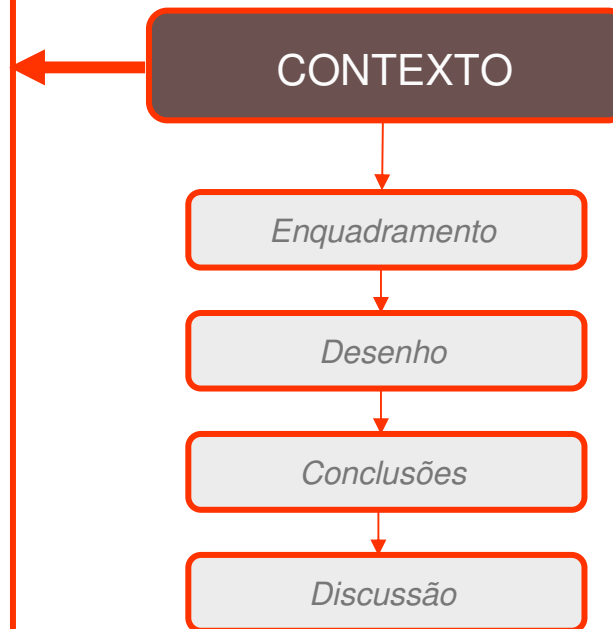 CONTEXTO
Enquadramento
Desenho
Conclusões
Discussão